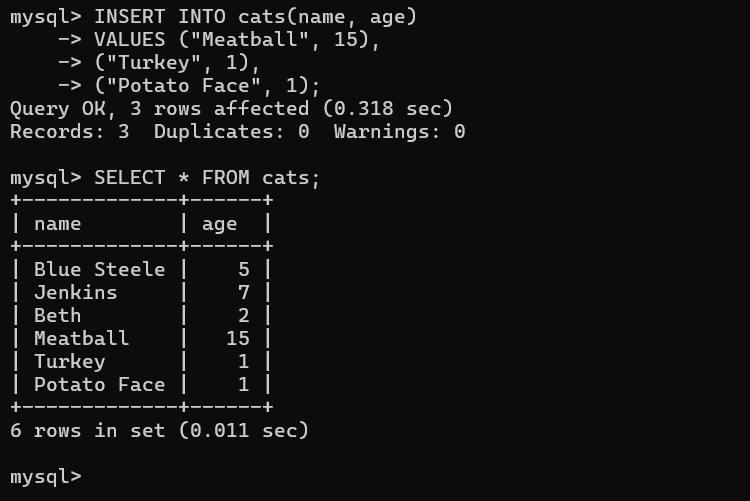 mysql> INSERT INTO cats(name, age)
    -> VALUES ("Meatball", 15),
    -> ("Turkey", 1),
    -> ("Potato Face", 1);
Query OK, 3 rows affected (0.318 sec)
Records: 3  Duplicates: 0  Warnings: 0

mysql> SELECT * FROM cats;
+-------------+------+
| name        | age  |
+-------------+------+
| Blue Steele |    5 |
| Jenkins     |    7 |
| Beth        |    2 |
| Meatball    |   15 |
| Turkey      |    1 |
| Potato Face |    1 |
+-------------+------+
6 rows in set (0.011 sec)

mysql>